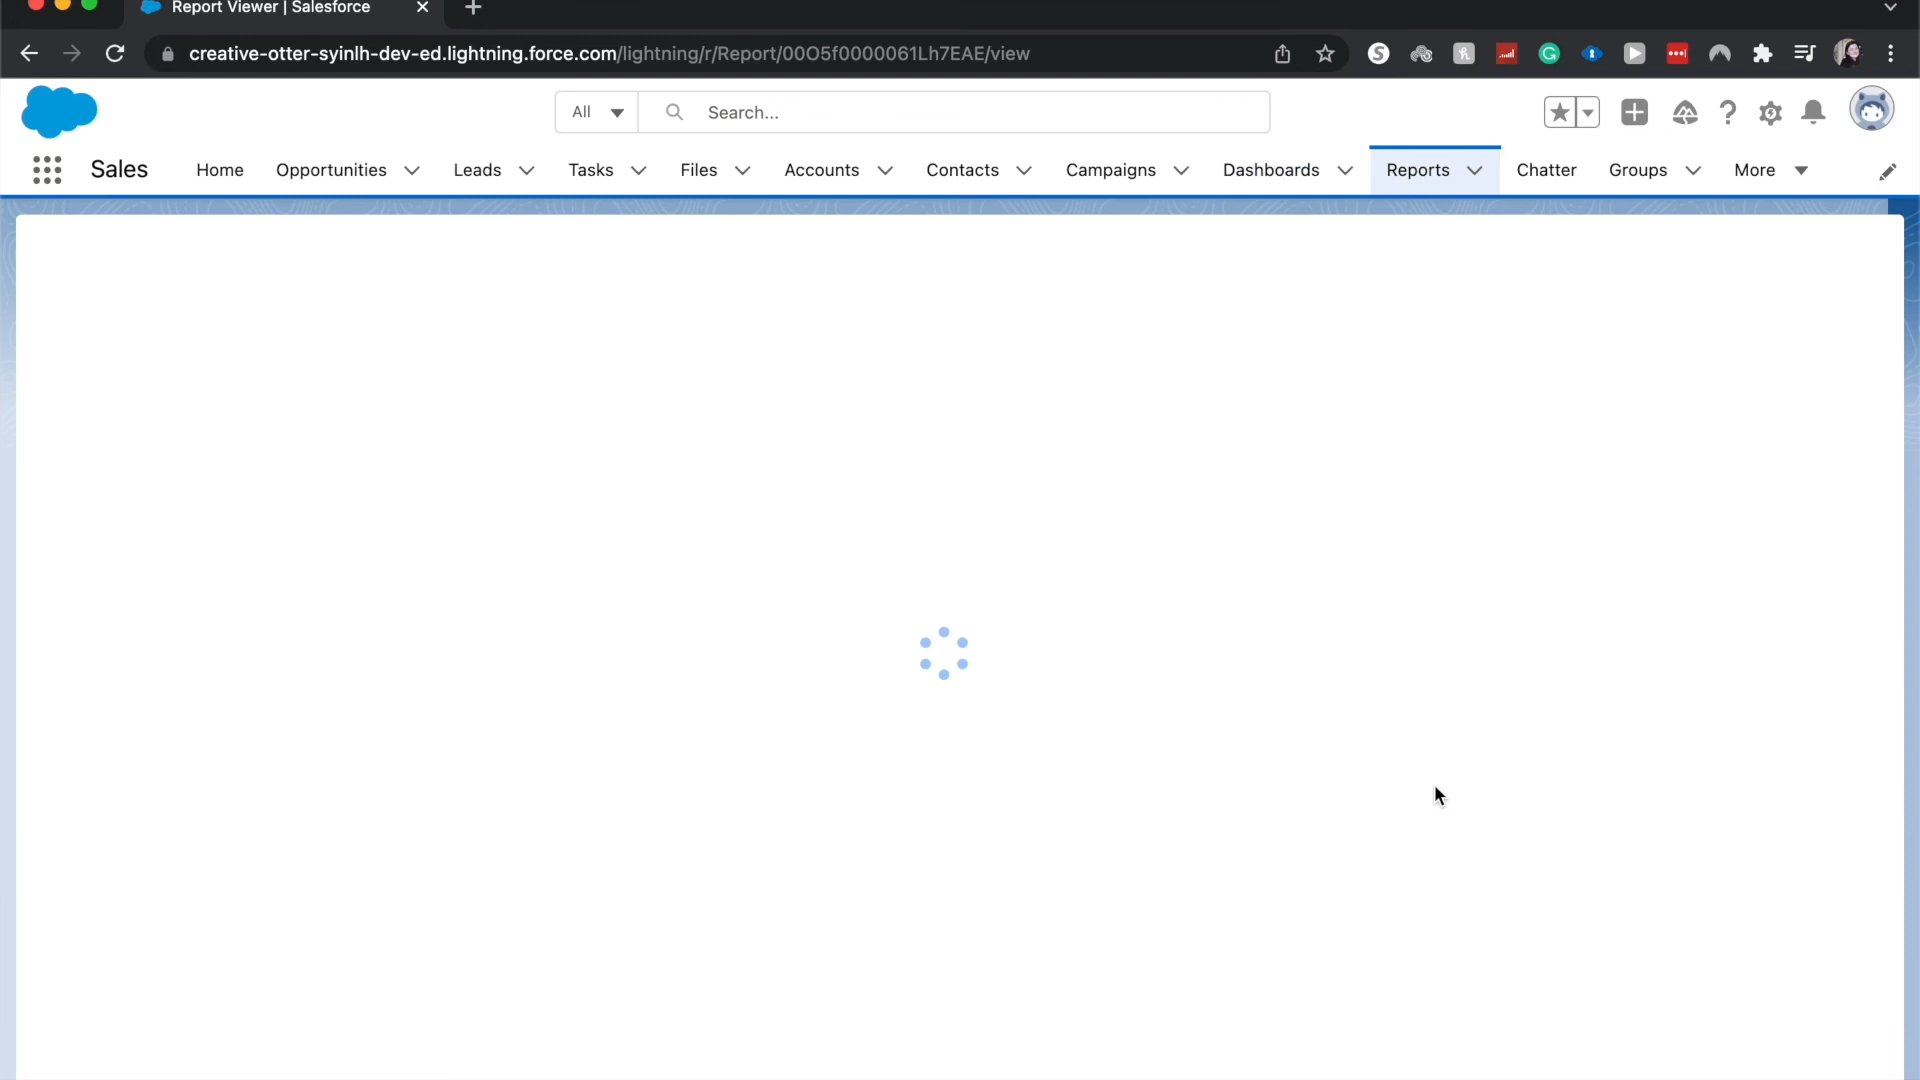 Report Viewer | Salesforce
creative-otter-syinlh-dev-ed.lightning.force.com/lightning/r/Report/00O5f0000061Lh7EAE/view
All Search...
Sales Home Opportunities Leads Tasks Files Accounts Contacts Campaigns Dashboards Reports Chatter Groups More